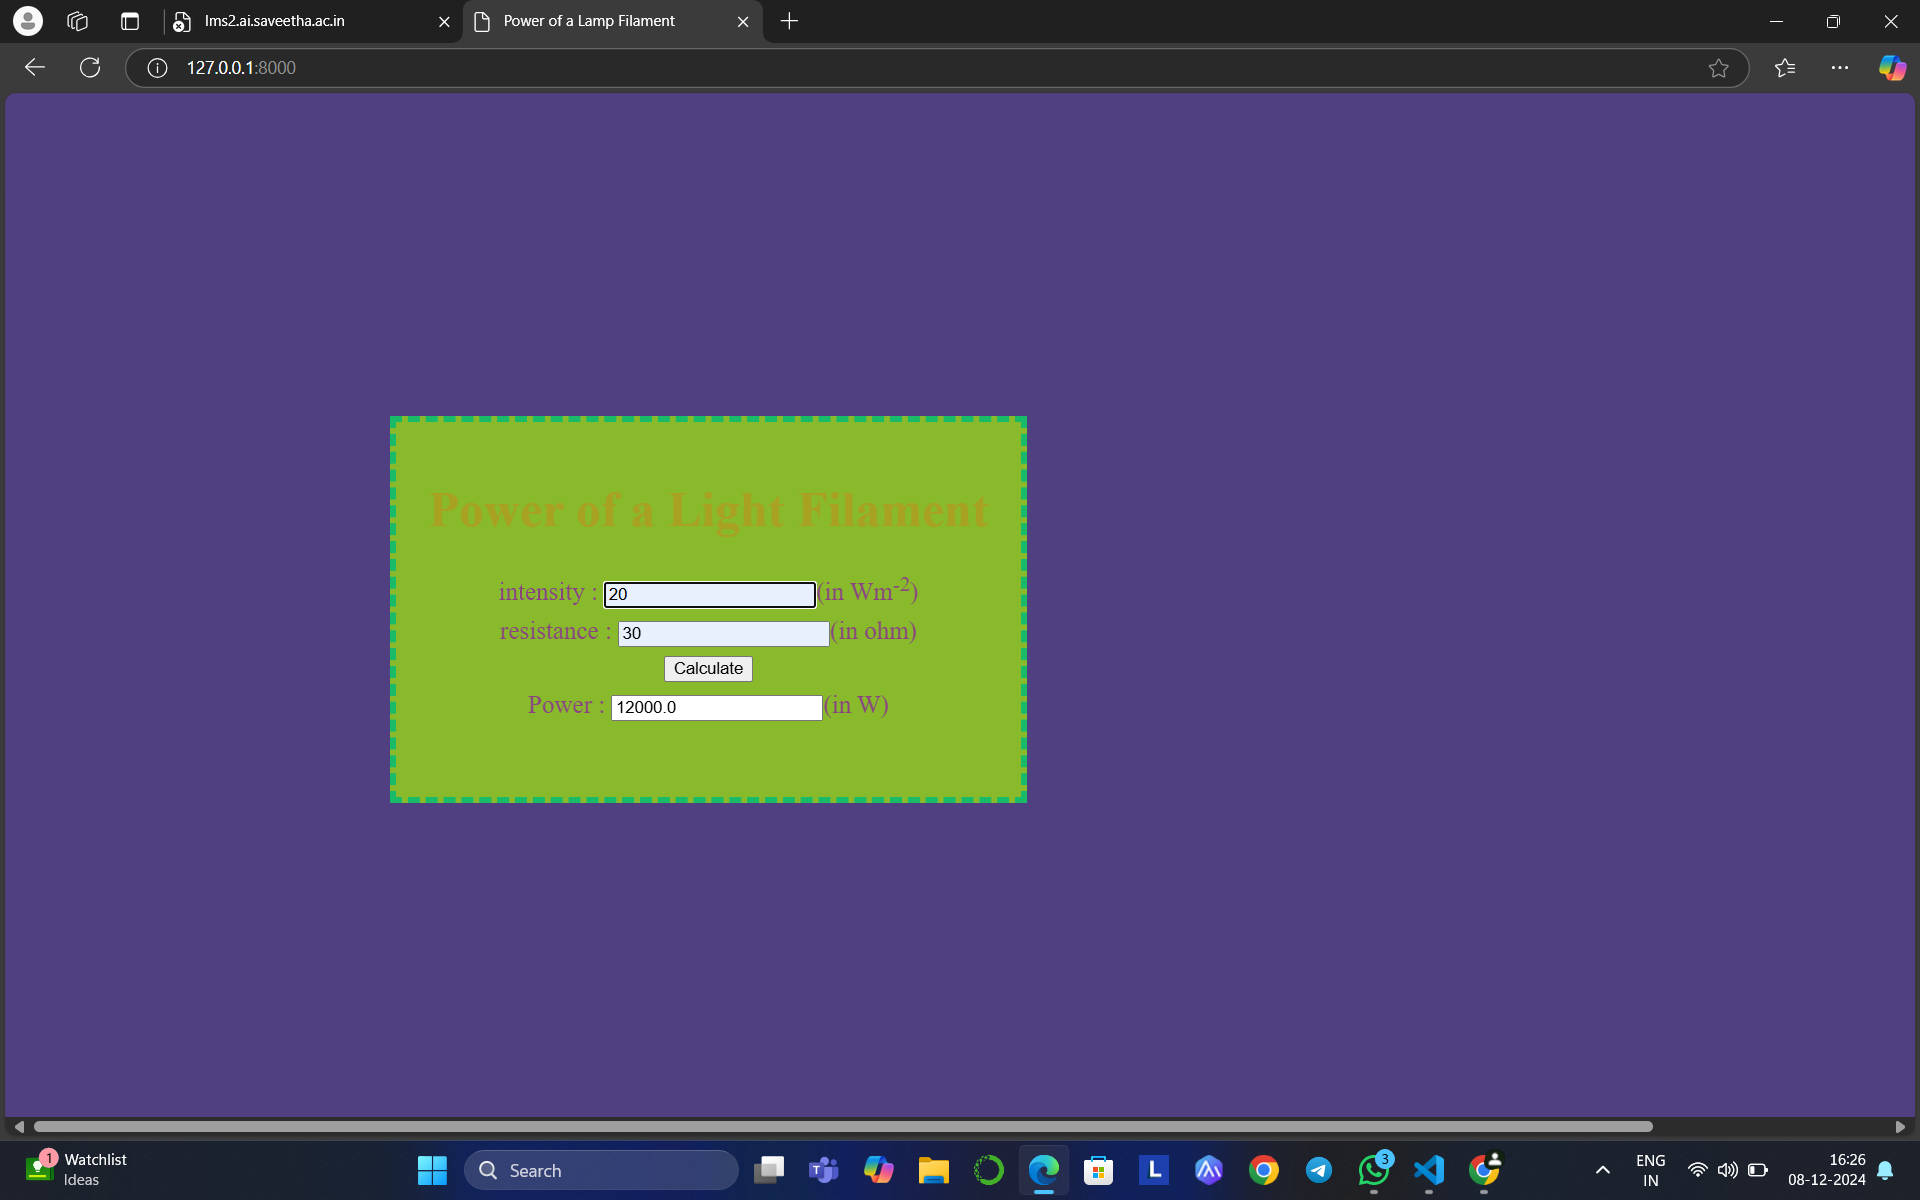 lms2.ai.saveetha.ac.in
Power of a Lamp Filament
127.0.0.1:8000
Power of a Light Filament
intensity : 20 (in Wm-2)
resistance : 30 (in ohm)
Calculate
Power : 12000.0 (in W)
1
Watchlist
Ideas
Search
L
3
ENG
IN
16:26
08-12-2024